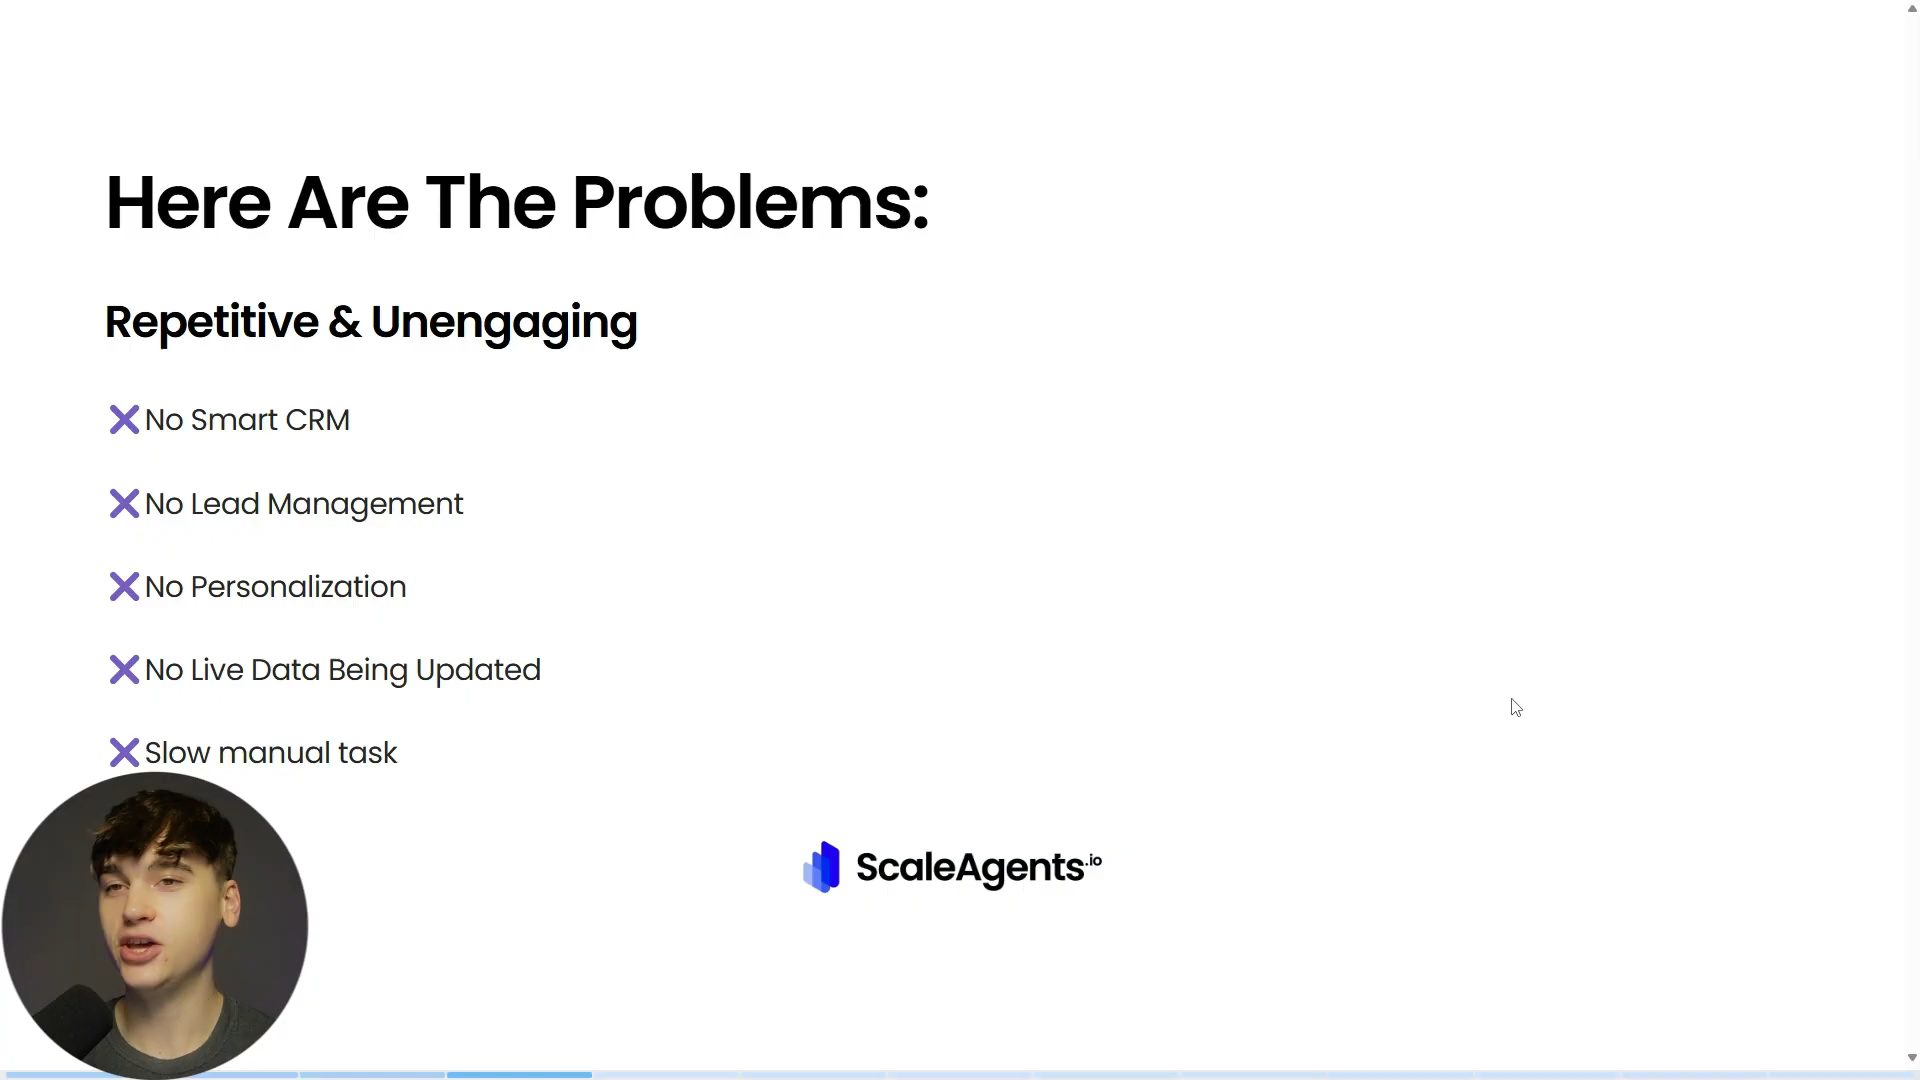 Here Are The Problems:
Repetitive & Unengaging
❌No Smart CRM
❌No Lead Management
❌No Personalization
❌No Live Data Being Updated
❌Slow manual task
ScaleAgents.io